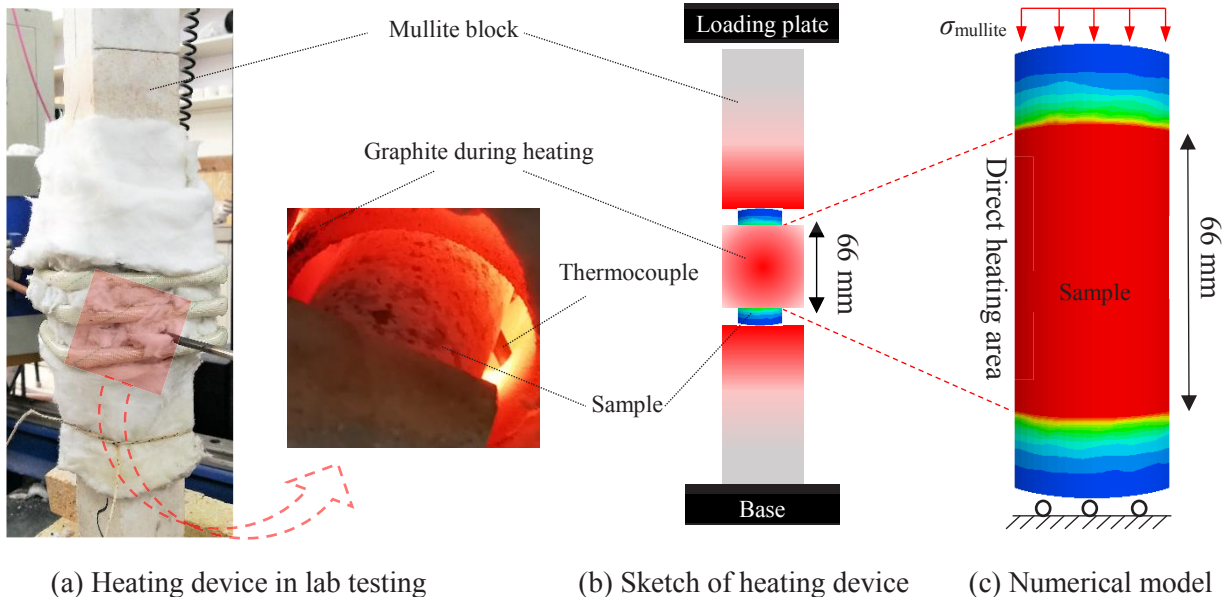 Mullite block
Graphite during heating
Thermocouple
Sample
Loading plate
66 mm
Base
σmullite
Direct heating area
Sample
66 mm
(a) Heating device in lab testing
(b) Sketch of heating device
(c) Numerical model